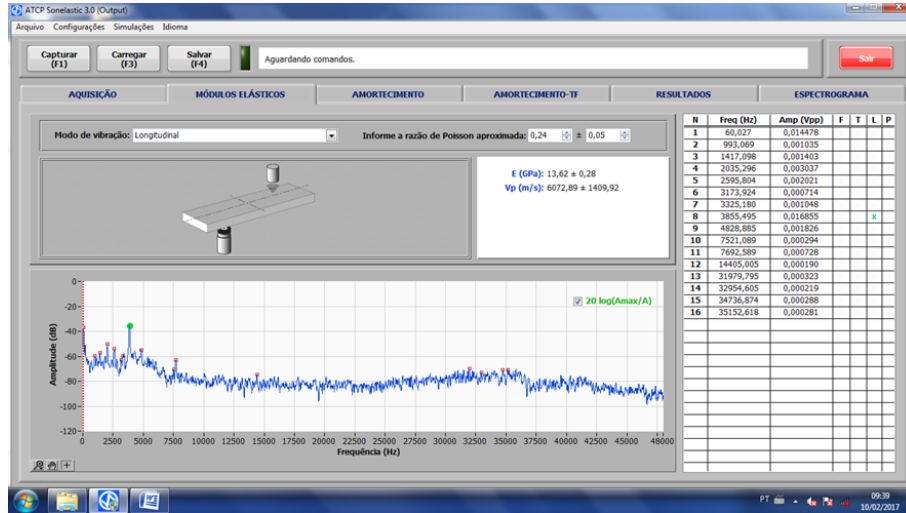 ATCP Sonelastic 3.0 (Output)
Arquivo Configurações Simulações Idioma
Capturar (F1)
Carregar (F3)
Salvar (F4)
Aguardando comandos.
Sair
AQUISIÇÃO MÓDULOS ELÁSTICOS AMORTECIMENTO AMORTECIMENTO-TF RESULTADOS ESPECTROGRAMA
Modo de vibração: Longitudinal
Informe a razão de Poisson aproximada: 0,24 ± 0,05
E (GPa): 13,62 ± 0,28
Vp (m/s): 6072,89 ± 1409,92
N Freq (Hz) Amp (Vpp) F T L P
1 60,027 0,014478
2 993,069 0,001035
3 1417,098 0,001403
4 2035,296 0,003037
5 2595,804 0,002021
6 3173,924 0,000714
7 3325,180 0,001048
8 3855,495 0,016855 x
9 4828,885 0,001826
10 7521,089 0,000294
11 7692,589 0,000728
12 14405,005 0,000190
13 31979,795 0,000323
14 32954,605 0,000219
15 34736,874 0,000288
16 35152,618 0,000281
20 log(Amax/A)
Amplitude (dB)
0
-20
-40
-60
-80
-100
-120
0 2500 5000 7500 10000 12500 15000 17500 20000 22500 25000 27500 30000 32500 35000 37500 40000 42500 45000 48000
Frequência (Hz)
PT
09:39
10/02/2017